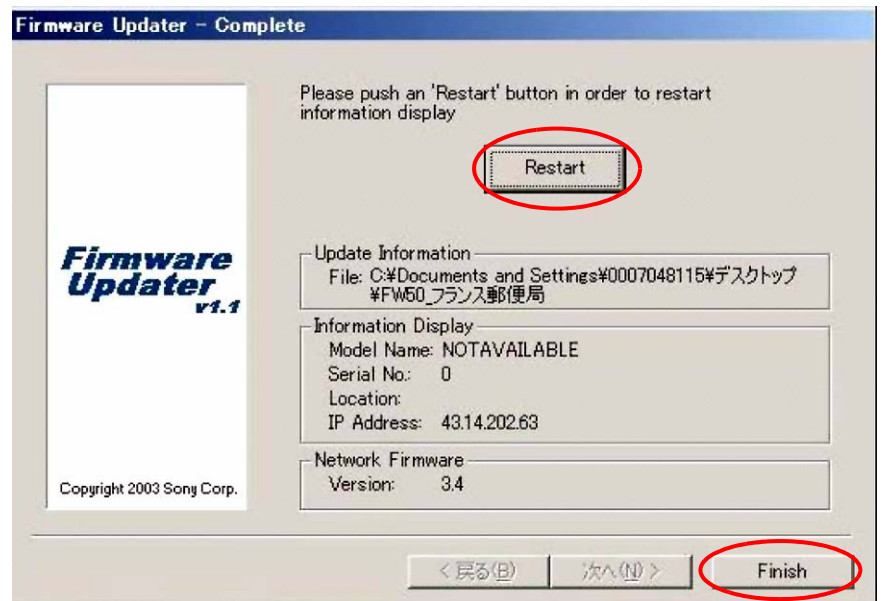 Firmware Updater - Complete
Please push an 'Restart' button in order to restart
information display
Restart
Firmware
Updater
v1.1
Update Information
File: C:¥Documents and Settings¥0007048115¥デスクトップ
¥FW50_フランス郵便局
Information Display
Model Name: NOTAVAILABLE
Serial No.: 0
Location:
IP Address: 43.14.202.63
Network Firmware
Version: 3.4
Copyright 2003 Sony Corp.
< 戻る(B) 次へ(N) > Finish